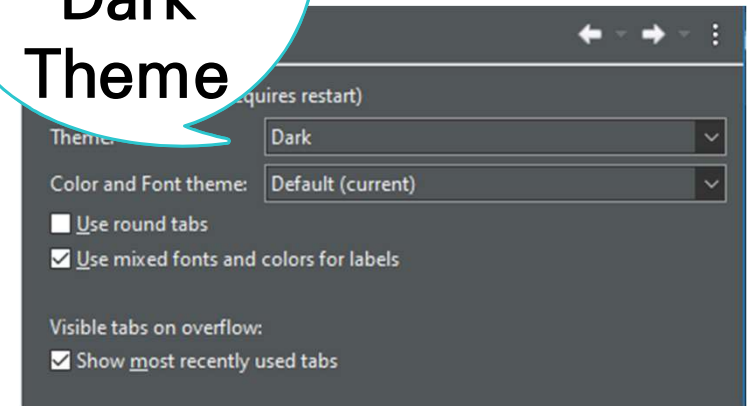 Dark
Theme
quires restart)
Theme:
Dark
Color and Font theme:
Default (current)
Use round tabs
Use mixed fonts and colors for labels
Visible tabs on overflow:
Show most recently used tabs